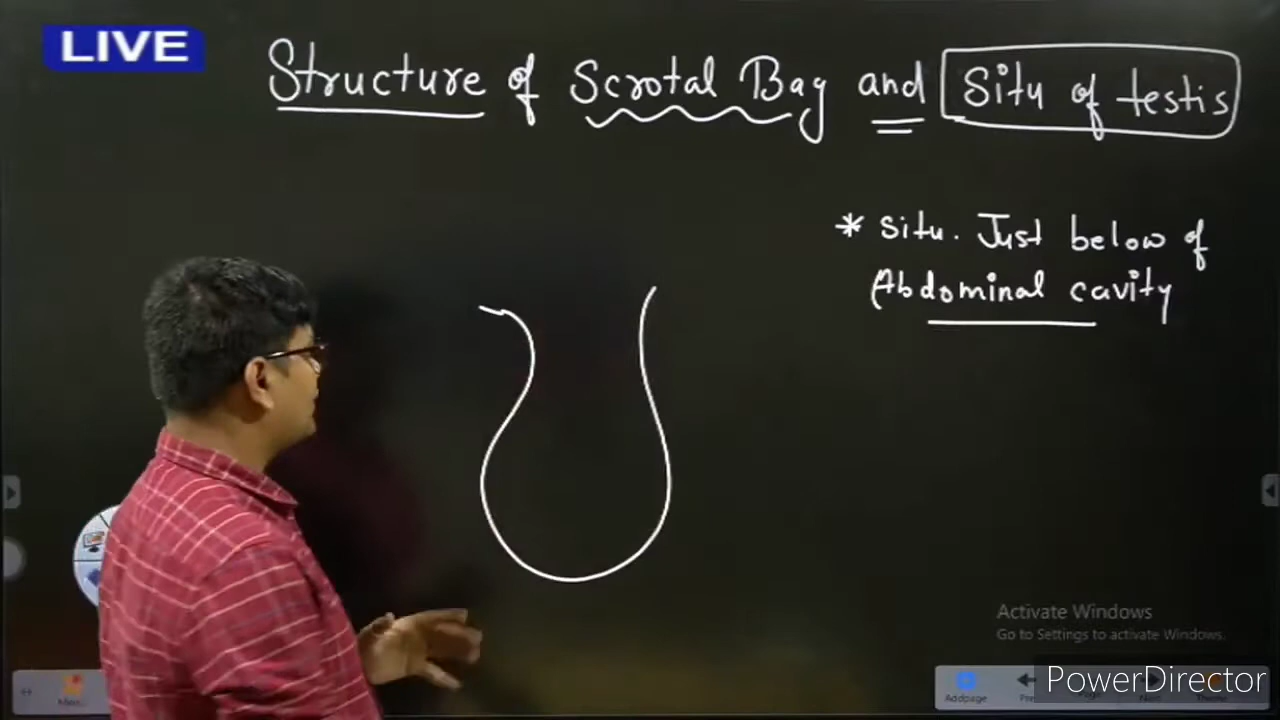 LIVE
Structure of Scrotal Bag and Situ of testis
* Situ. Just below of
Abdominal cavity
Activate Windows
Go to Settings to activate Windows.
Addpage
PowerDirector